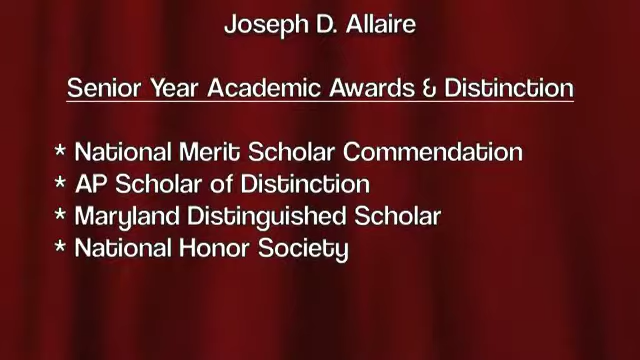 Joseph D. Allaire
Senior Year Academic Awards & Distinction
* National Merit Scholar Commendation
* AP Scholar of Distinction
* Maryland Distinguished Scholar
* National Honor Society